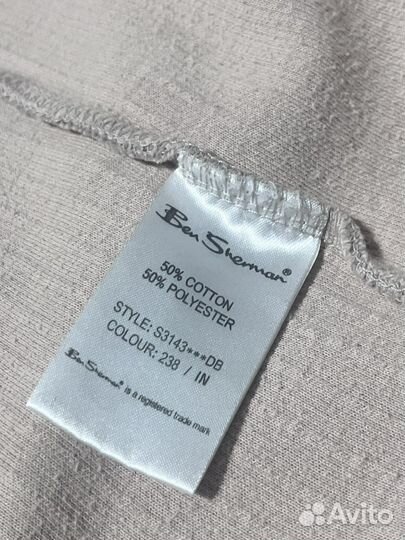 Ben Sherman®
50% COTTON
50% POLYESTER
STYLE: S3143***DB
COLOUR: 238 / IN
Ben Sherman® is a registered trade mark
Avito